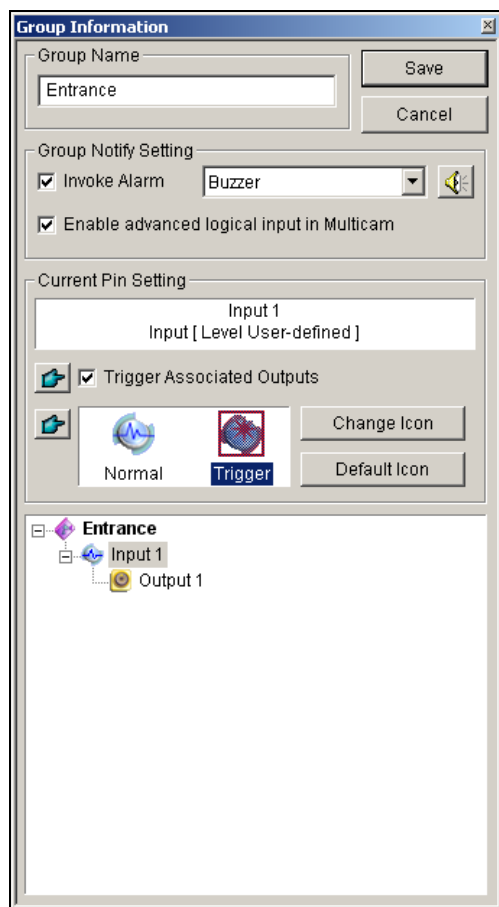 Group Information
Group Name
Save
Entrance
Cancel
Group Notify Setting
Invoke Alarm
Buzzer
Enable advanced logical input in Multicam
Current Pin Setting
Input 1
Input [ Level User-defined ]
Trigger Associated Outputs
Change Icon
Normal
Trigger
Default Icon
Entrance
Input 1
Output 1